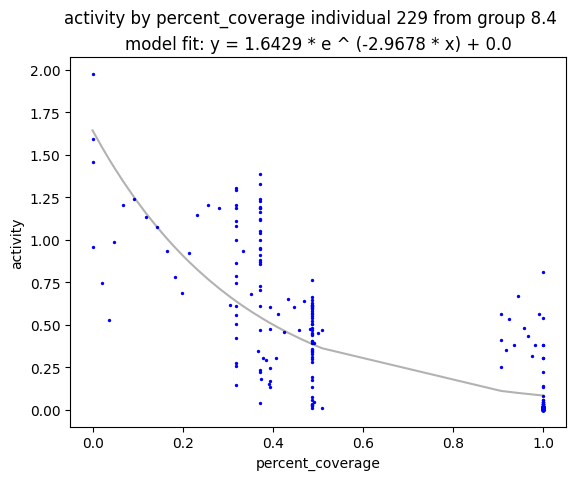 activity by percent_coverage individual 229 from group 8.4
model fit: y = 1.6429 * e ^ (-2.9678 * x) + 0.0
2.00
1.75
1.50
1.25
1.00
0.75
0.50
0.25
0.00
activity
0.0 0.2 0.4 0.6 0.8 1.0
percent_coverage